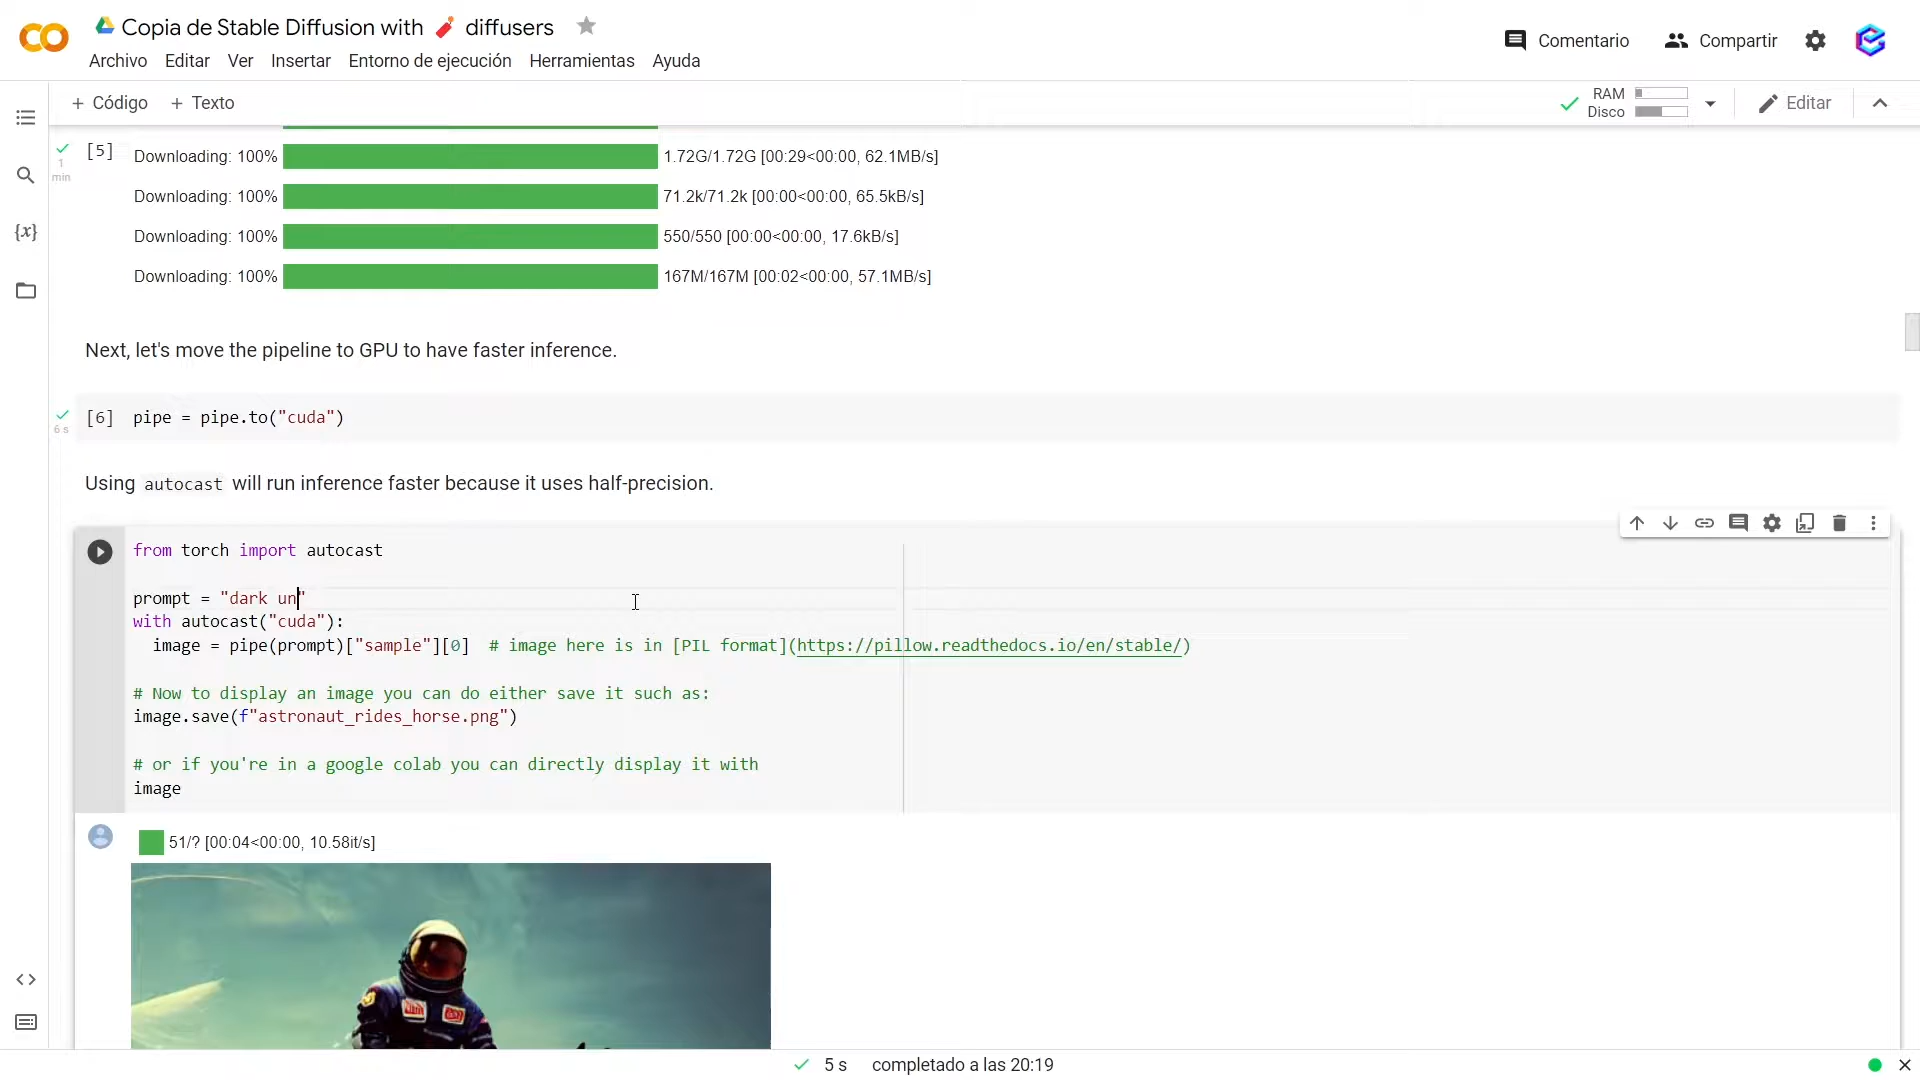 Copia de Stable Diffusion with diffusers
Archivo Editar Ver Insertar Entorno de ejecución Herramientas Ayuda
Comentario Compartir
+ Código + Texto
RAM
Disco
Editar
[5]
1
min
Downloading: 100% 1.72G/1.72G [00:29<00:00, 62.1MB/s]
Downloading: 100% 71.2k/71.2k [00:00<00:00, 65.5kB/s]
Downloading: 100% 550/550 [00:00<00:00, 17.6kB/s]
Downloading: 100% 167M/167M [00:02<00:00, 57.1MB/s]
Next, let's move the pipeline to GPU to have faster inference.
[6] pipe = pipe.to("cuda")
6 s
Using autocast will run inference faster because it uses half-precision.
from torch import autocast
prompt = "dark un"
with autocast("cuda"):
image = pipe(prompt)["sample"][0] # image here is in [PIL format](https://pillow.readthedocs.io/en/stable/)
# Now to display an image you can do either save it such as:
image.save(f"astronaut_rides_horse.png")
# or if you're in a google colab you can directly display it with
image
51/? [00:04<00:00, 10.58it/s]
{x}
5 s completado a las 20:19